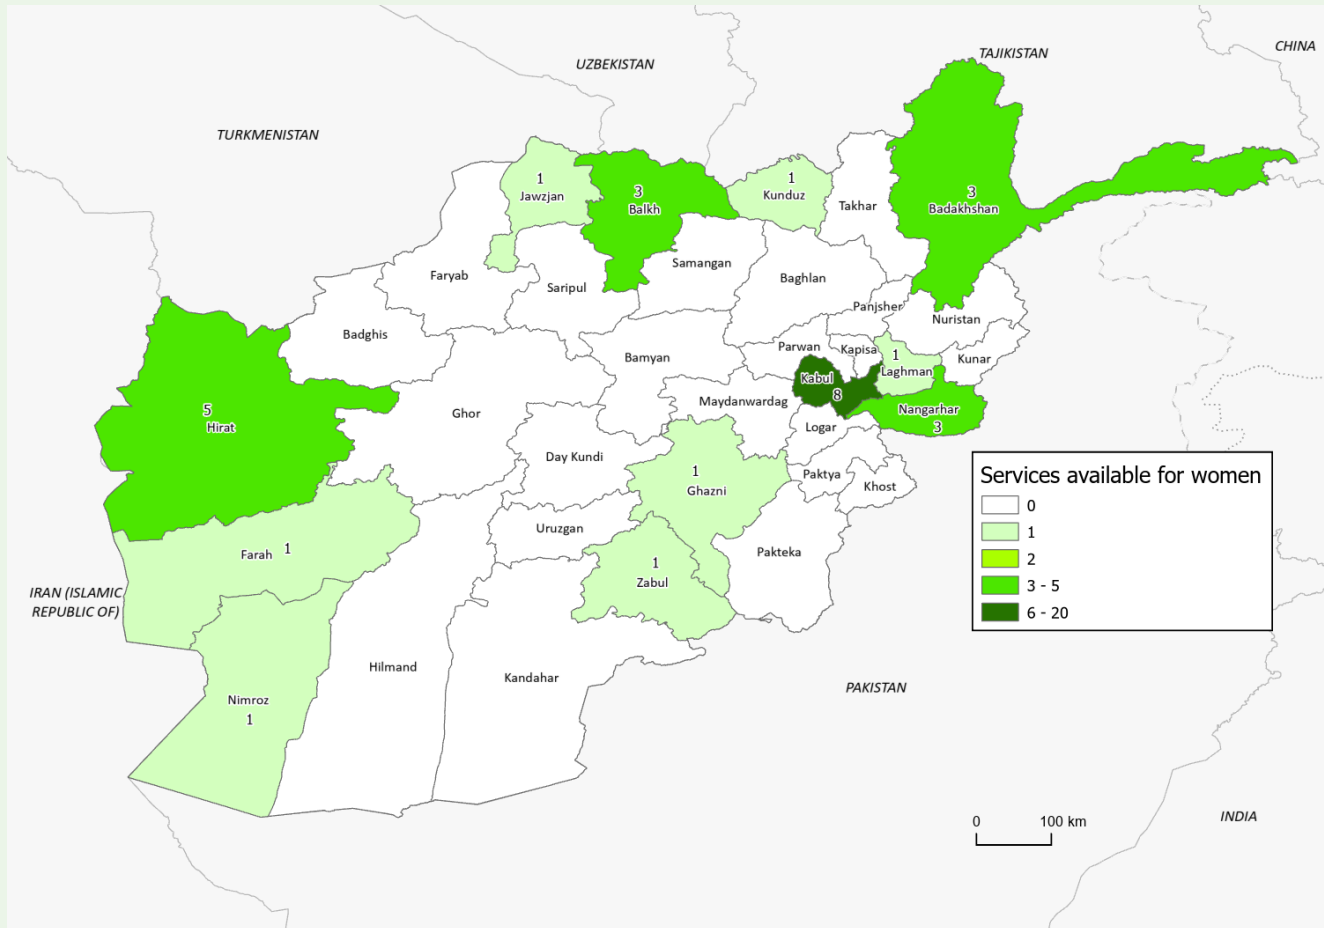 CHINA
TAJIKISTAN
UZBEKISTAN
TURKMENISTAN
1
Jawzjan
3
Balkh
1
Kunduz
Takhar
3
Badakhshan
Faryab
Saripul
Samangan
Baghlan
Panjsher
Nuristan
Badghis
Bamyan
Parwan
Kapisa
1
Laghman
Kunar
Kabul
8
Maydanwardag
Nangarhar
3
5
Hirat
Ghor
Logar
Day Kundi
1
Ghazni
Paktya
Khost
Uruzgan
Pakteka
Farah 1
1
Zabul
IRAN (ISLAMIC
REPUBLIC OF)
Hilmand
Kandahar
Nimroz
1
PAKISTAN
INDIA
Services available for women
0
1
2
3 - 5
6 - 20
0 100 km